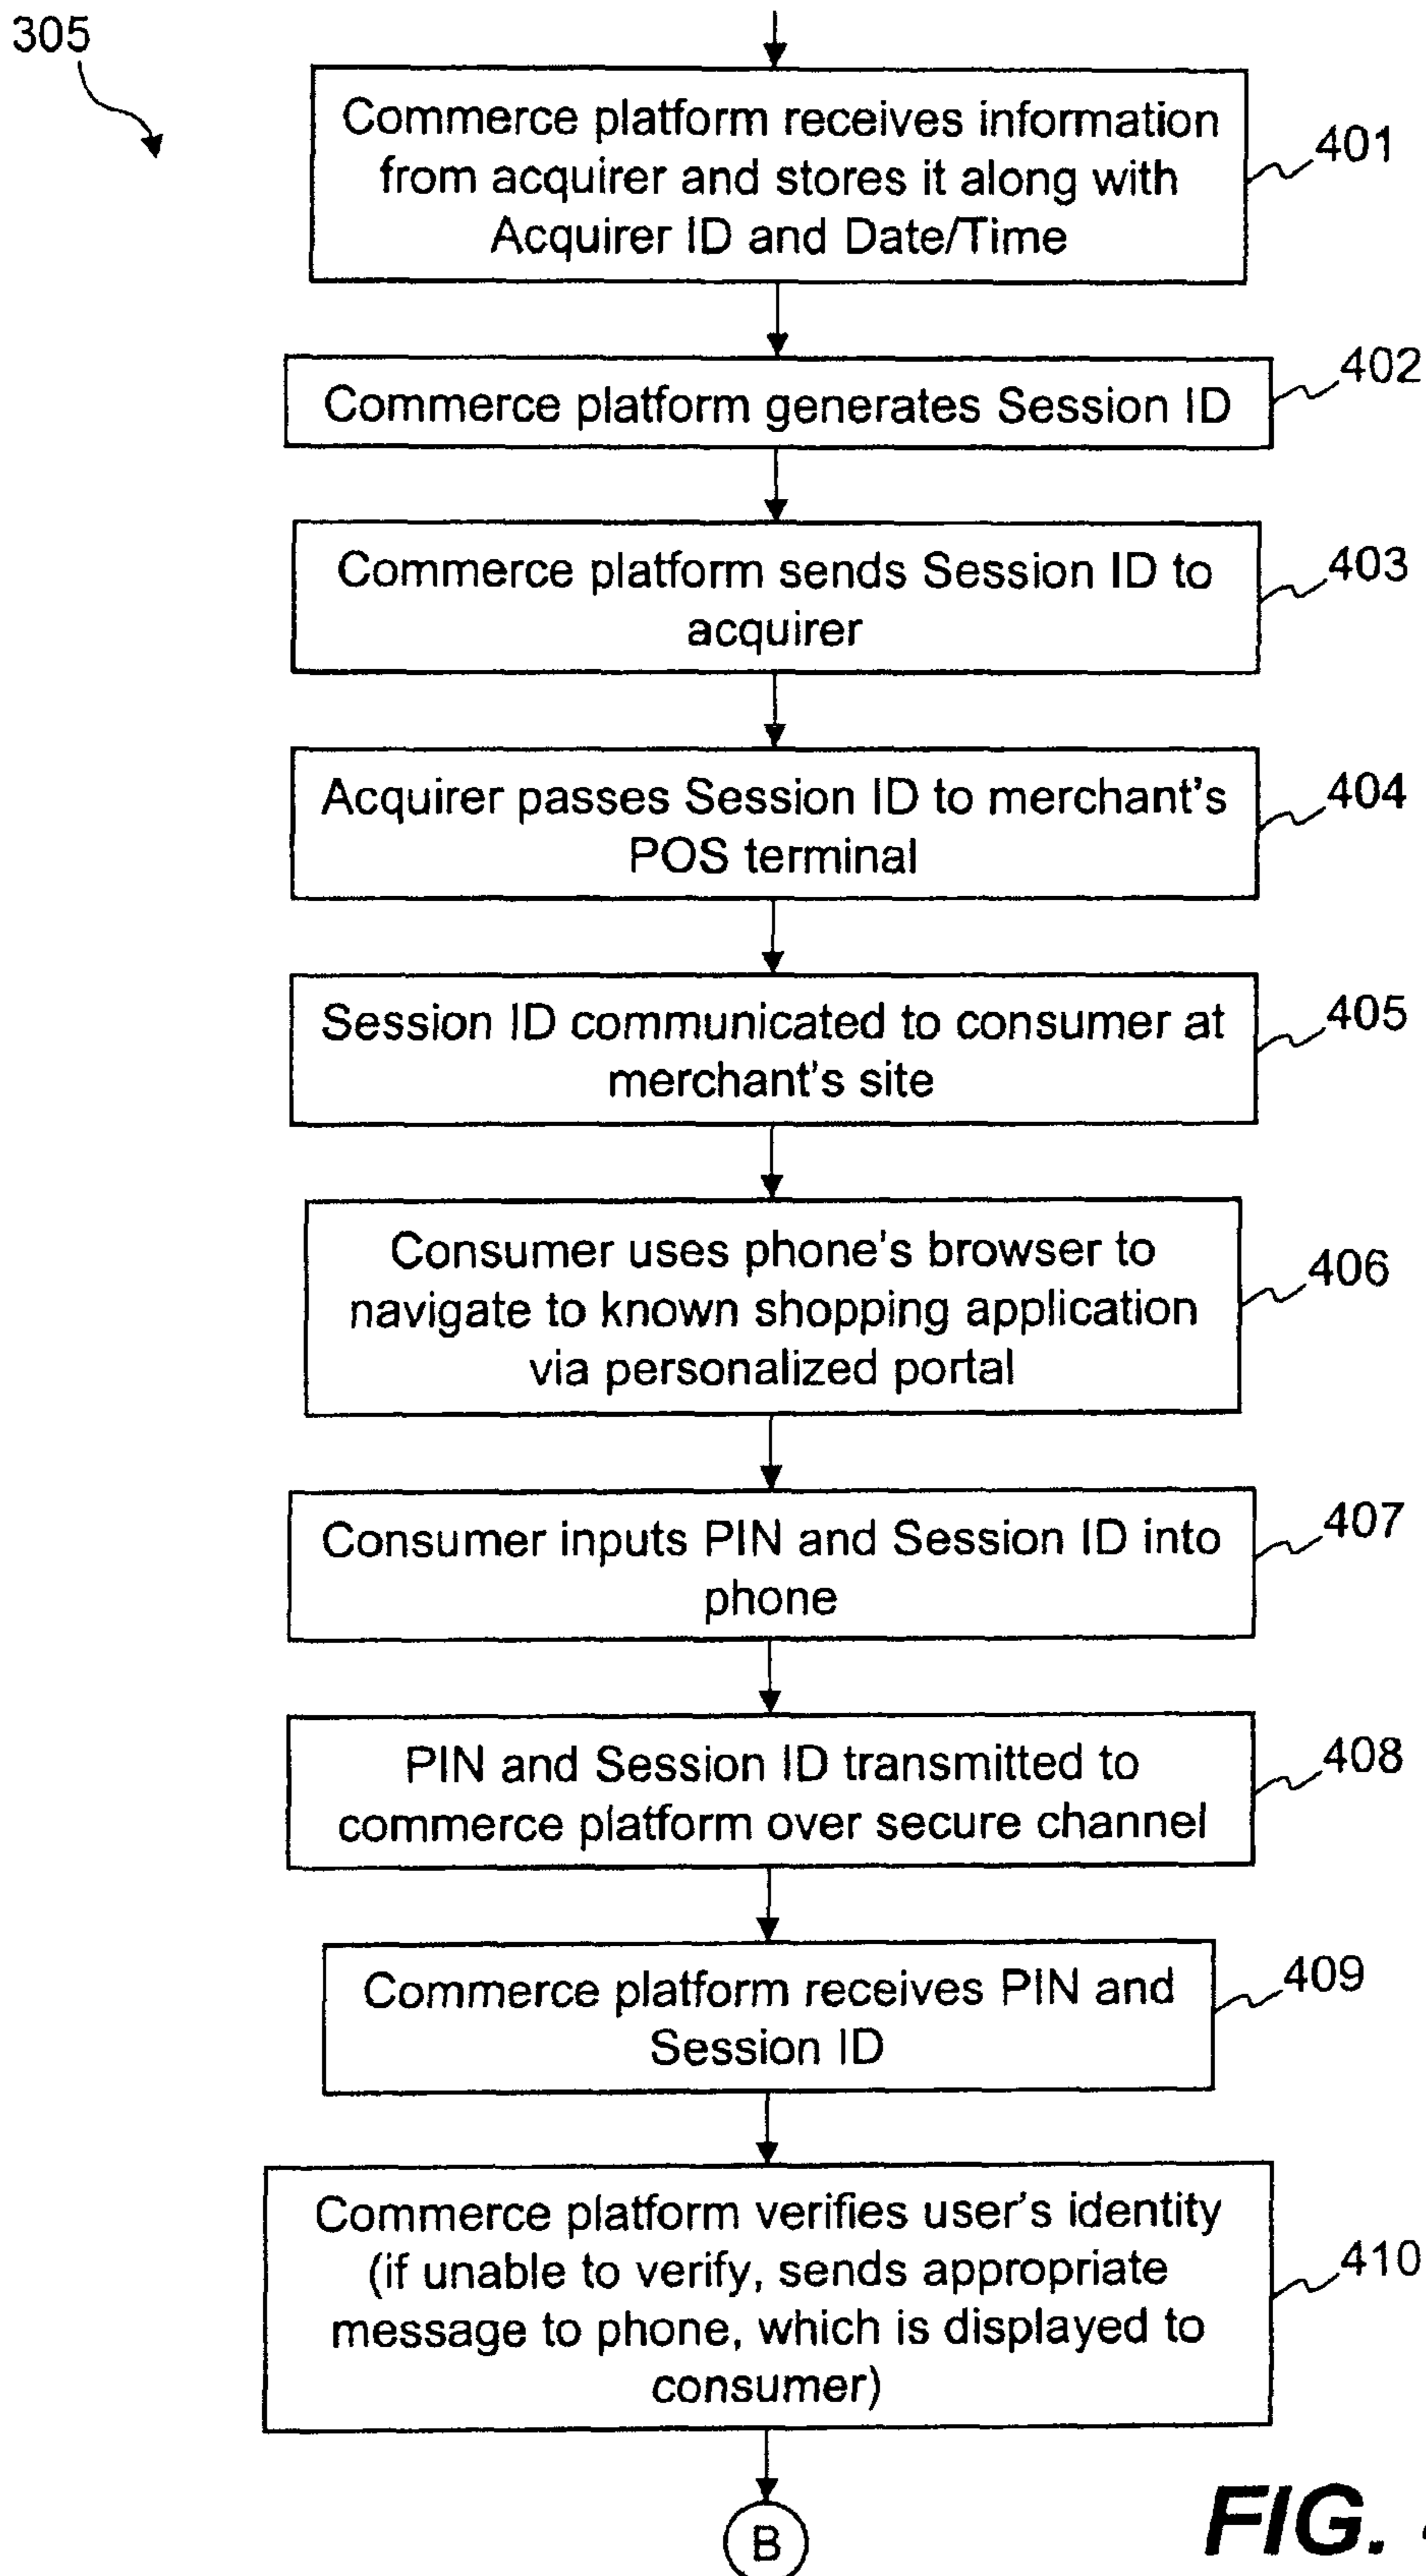 305
Commerce platform receives information
from acquirer and stores it along with
Acquirer ID and Date/Time
401
Commerce platform generates Session ID
402
Commerce platform sends Session ID to
acquirer
403
Acquirer passes Session ID to merchant's
POS terminal
404
Session ID communicated to consumer at
merchant's site
405
Consumer uses phone's browser to
navigate to known shopping application
via personalized portal
406
Consumer inputs PIN and Session ID into
phone
407
PIN and Session ID transmitted to
commerce platform over secure channel
408
Commerce platform receives PIN and
Session ID
409
Commerce platform verifies user's identity
(if unable to verify, sends appropriate
message to phone, which is displayed to
consumer)
410
B
FIG.